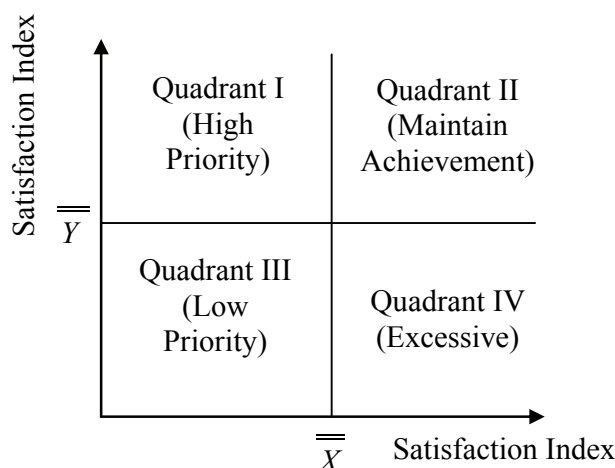 Satisfaction Index
Quadrant I
(High
Priority)
Quadrant II
(Maintain
Achievement)
Y
Quadrant III
(Low
Priority)
Quadrant IV
(Excessive)
X
Satisfaction Index